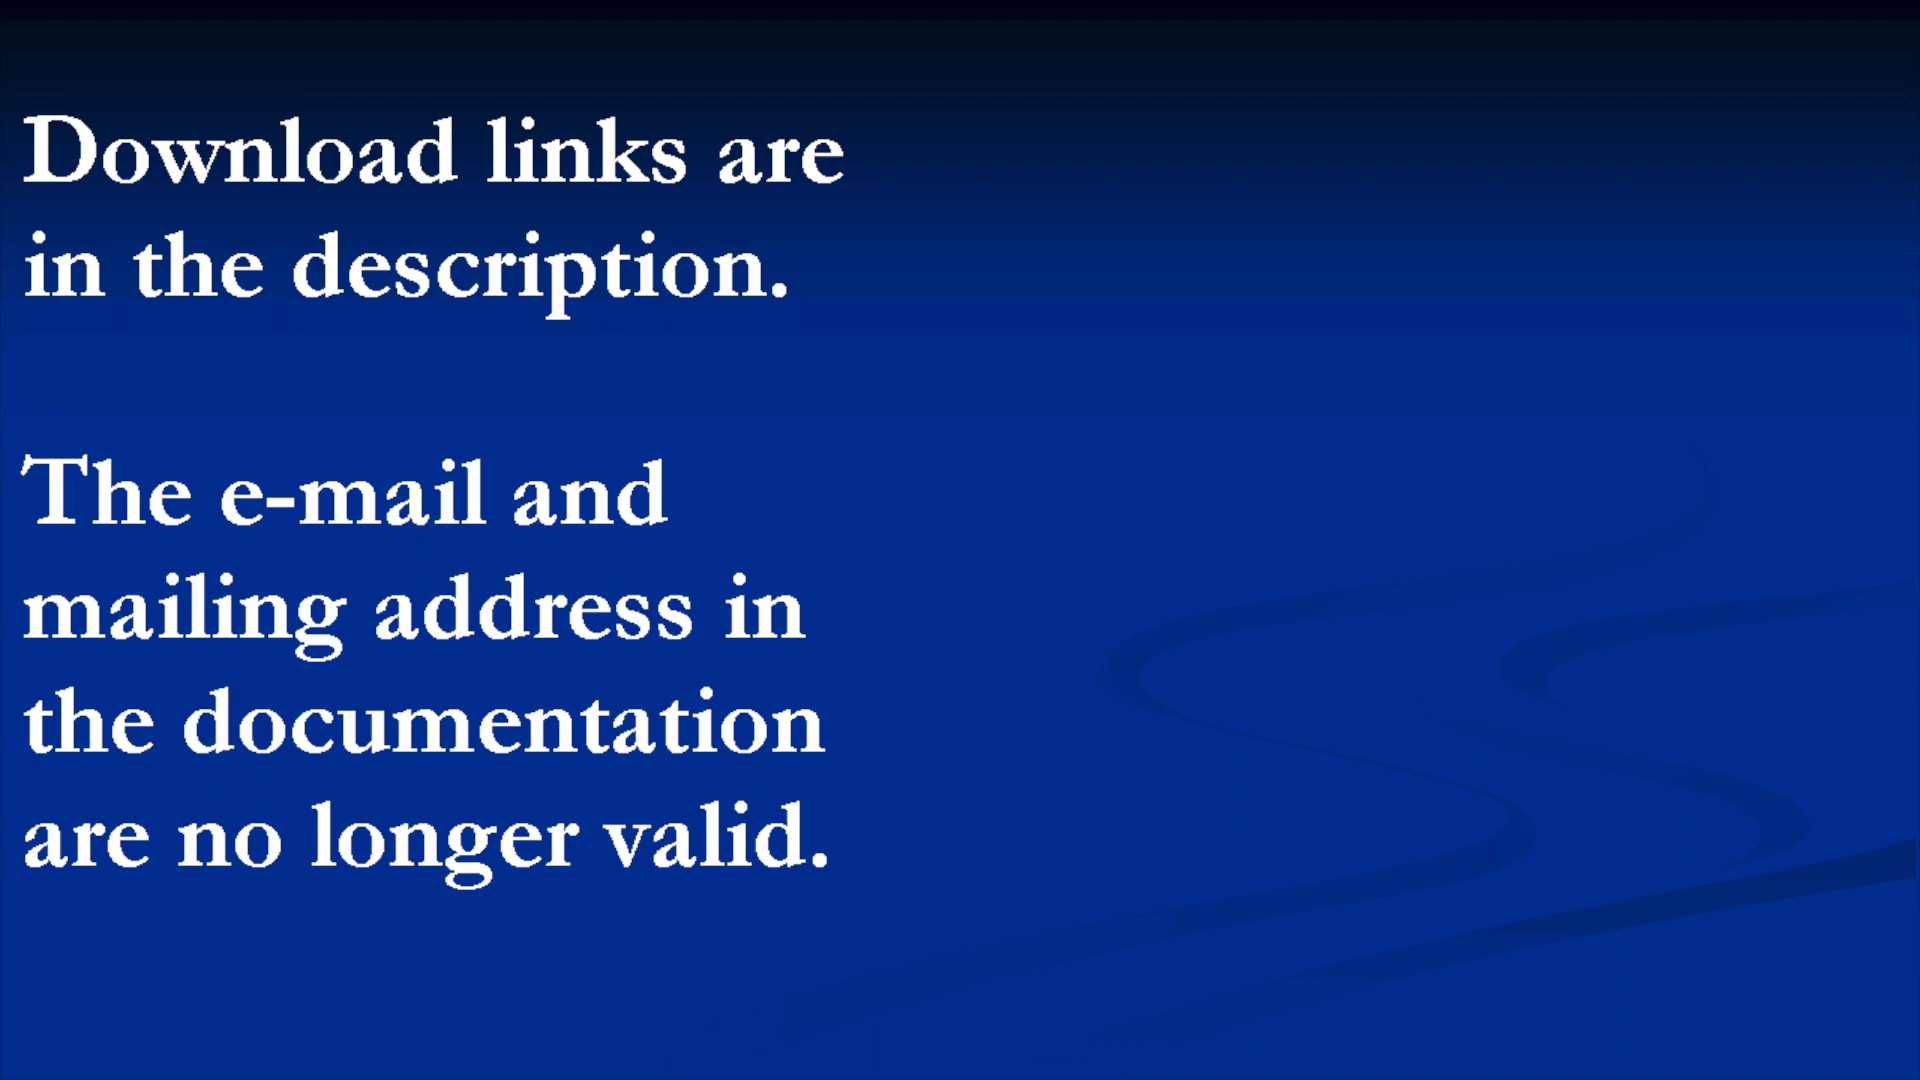 Download links are
in the description.
The e-mail and
mailing address in
the documentation
are no longer valid.